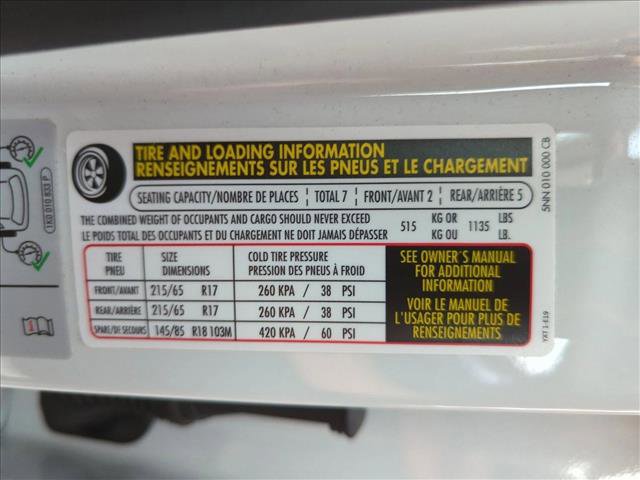 TIRE AND LOADING INFORMATION
RENSEIGNEMENTS SUR LES PNEUS ET LE CHARGEMENT
SEATING CAPACITY/NOMBRE DE PLACES | TOTAL 7 | FRONT/AVANT 2 | REAR/ARRIÈRE 5
THE COMBINED WEIGHT OF OCCUPANTS AND CARGO SHOULD NEVER EXCEED 515 KG OR 1135 LBS
LE POIDS TOTAL DES OCCUPANTS ET DU CHARGEMENT NE DOIT JAMAIS DÉPASSER KG OU LB.
TIRE SIZE COLD TIRE PRESSURE
PNEU DIMENSIONS PRESSION DES PNEUS À FROID
FRONT/AVANT 215/65 R17 260 KPA / 38 PSI
REAR/ARRIÈRE 215/65 R17 260 KPA / 38 PSI
SPARE/DE SECOURS 145/85 R18 103M 420 KPA / 60 PSI
SEE OWNER'S MANUAL
FOR ADDITIONAL
INFORMATION
VOIR LE MANUEL DE
L'USAGER POUR PLUS DE
RENSEIGNEMENTS
5NN 010 000 CB
1K0 010 833 P